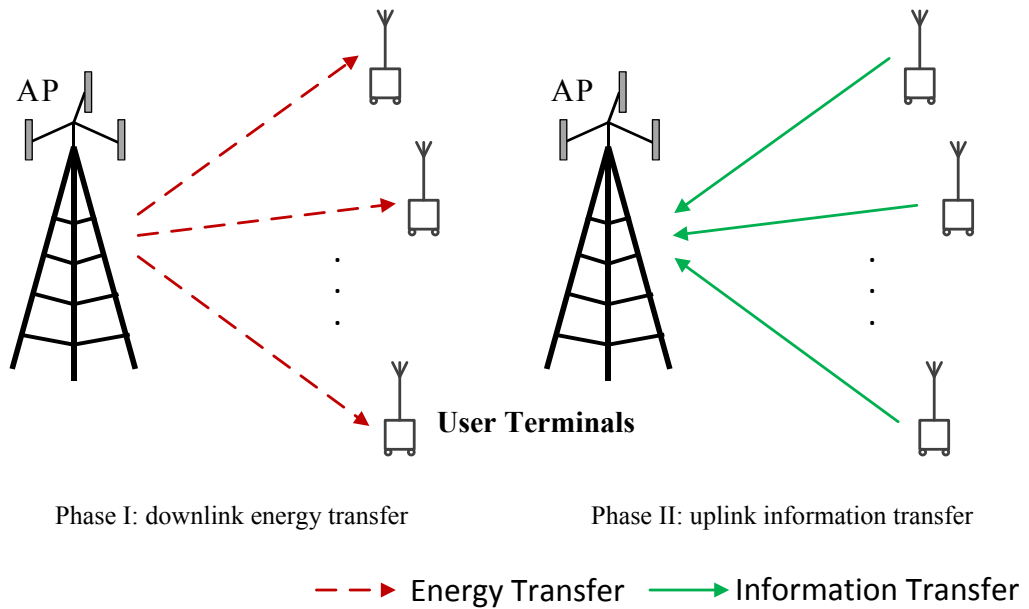 AP
AP
User Terminals
Phase I: downlink energy transfer
Phase II: uplink information transfer
Energy Transfer
Information Transfer